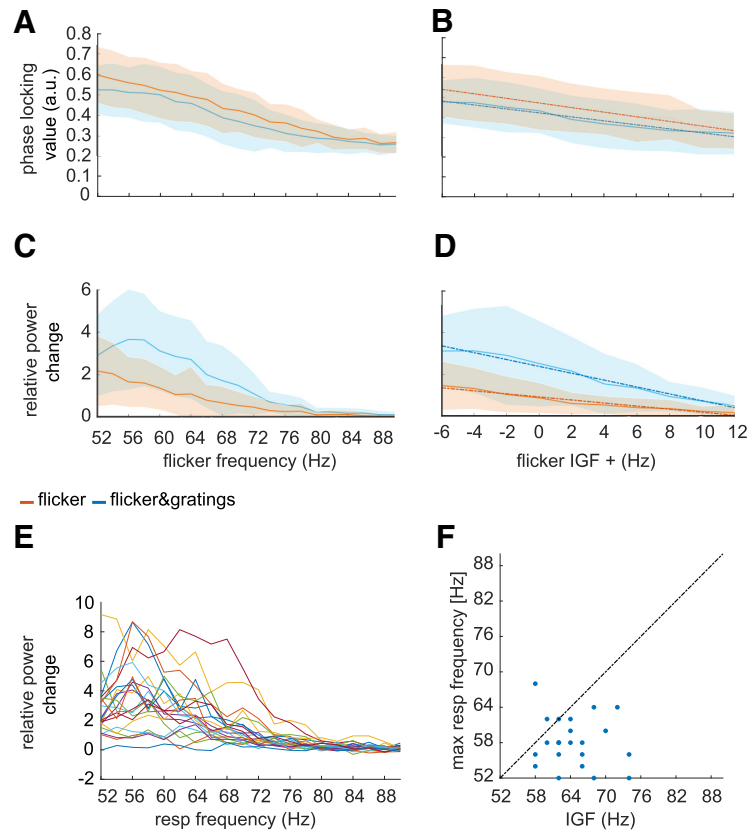 A
B
phase locking
value (a.u.)
0.8
0.7
0.6
0.5
0.4
0.3
0.2
0.1
0
C
D
relative power
change
6
4
2
0
52 56 60 64 68 72 76 80 84 88
flicker frequency (Hz)
-6 -4 -2 0 2 4 6 8 10 12
flicker IGF + (Hz)
flicker flicker&gratings
E
F
relative power
change
10
8
6
4
2
0
-2
52 56 60 64 68 72 76 80 84 88
resp frequency (Hz)
max resp frequency [Hz]
88
82
76
70
64
58
52
52 58 64 70 76 82 88
IGF (Hz)